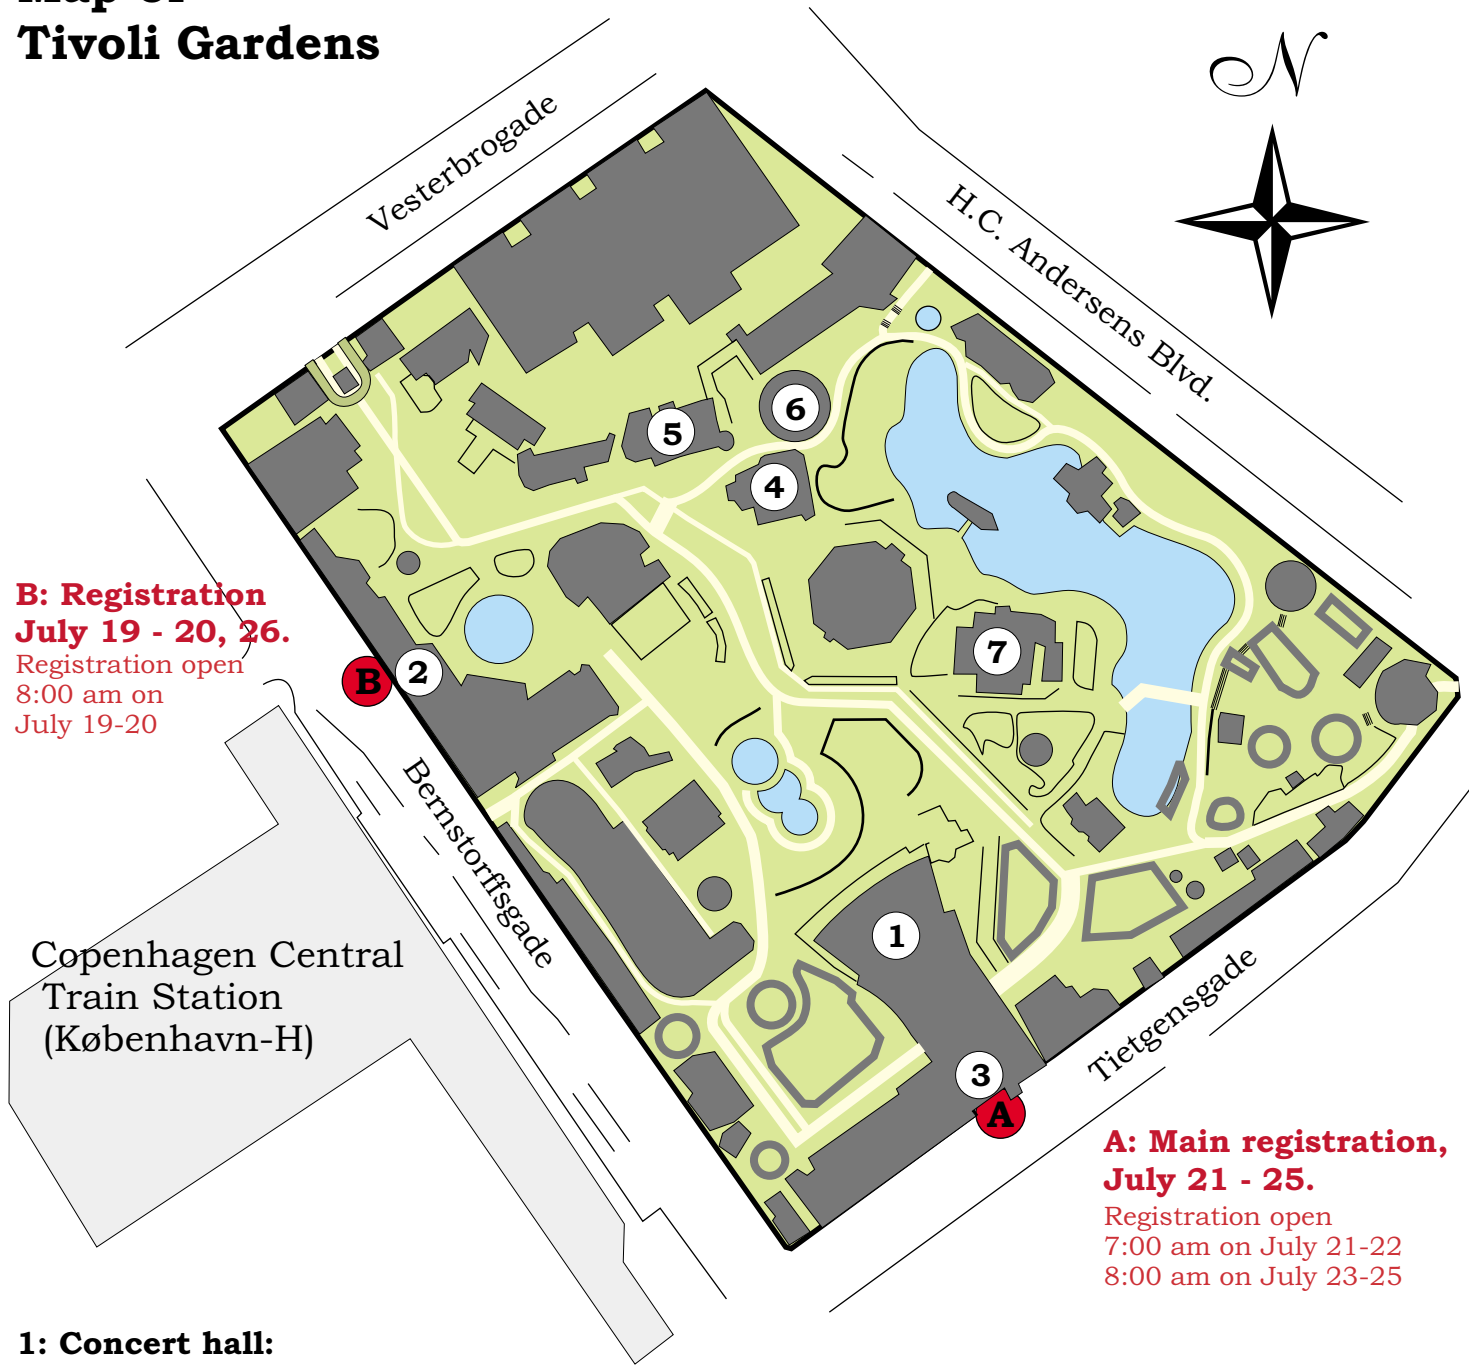 Map of
Tivoli Gardens
N
Vesterbrogade
H.C. Andersens Blvd.
6
5
4
B: Registration
July 19 - 20, 26.
Registration open
8:00 am on
July 19-20
B
2
7
Bernstorffsgade
Copenhagen Central
Train Station
(København-H)
1
Tietgensgade
3
A
A: Main registration,
July 21 - 25.
Registration open
7:00 am on July 21-22
8:00 am on July 23-25
1: Concert hall: